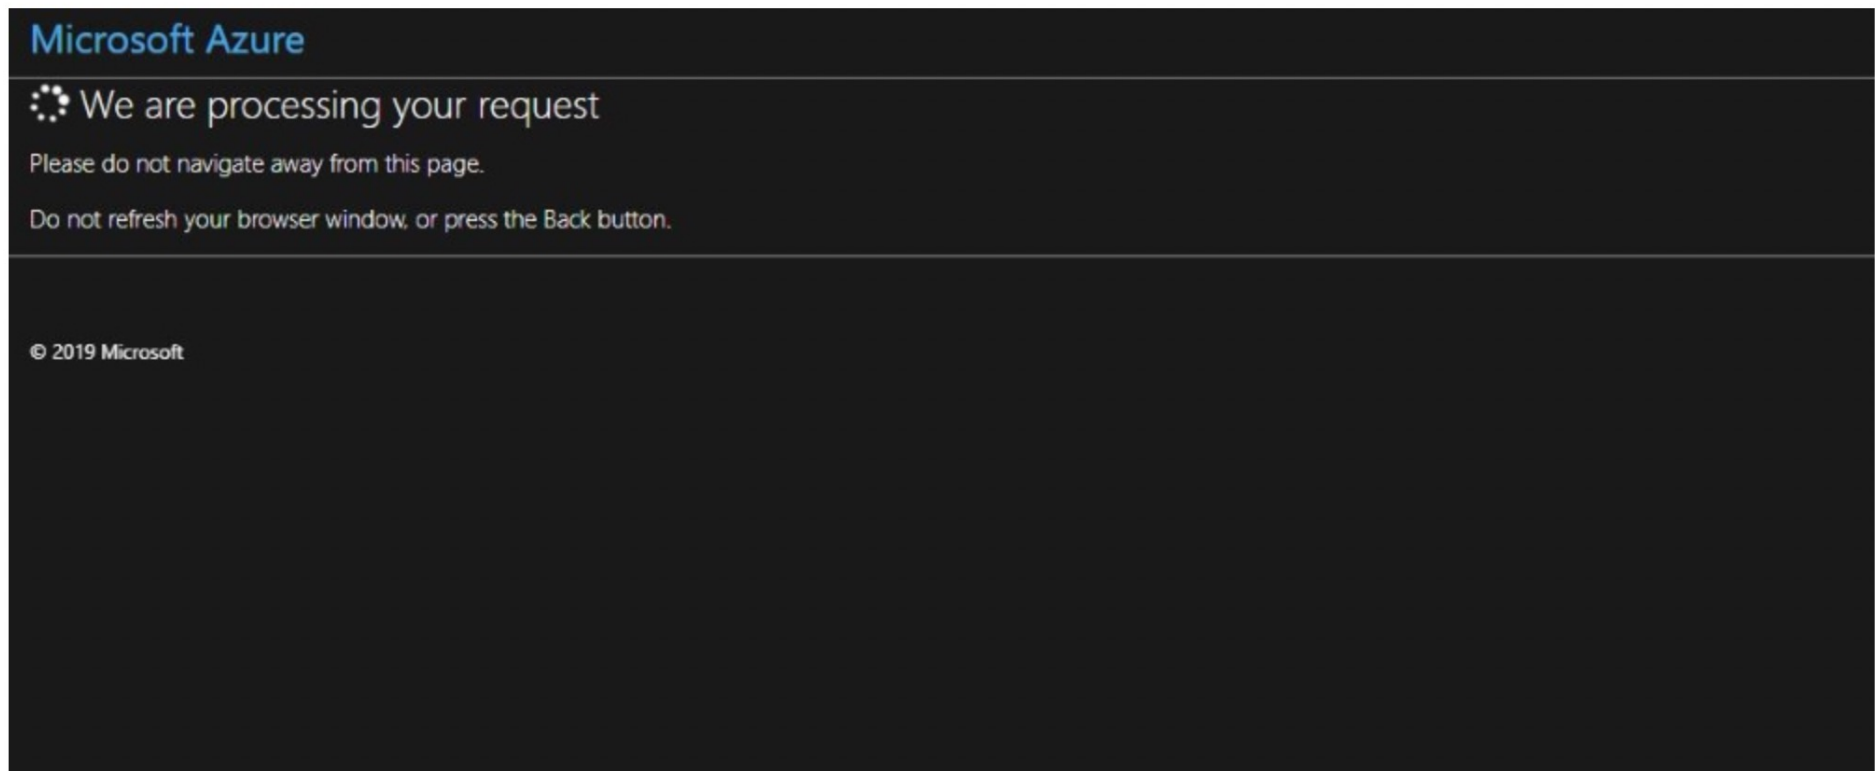 Microsoft Azure
We are processing your request
Please do not navigate away from this page.
Do not refresh your browser window, or press the Back button.
© 2019 Microsoft